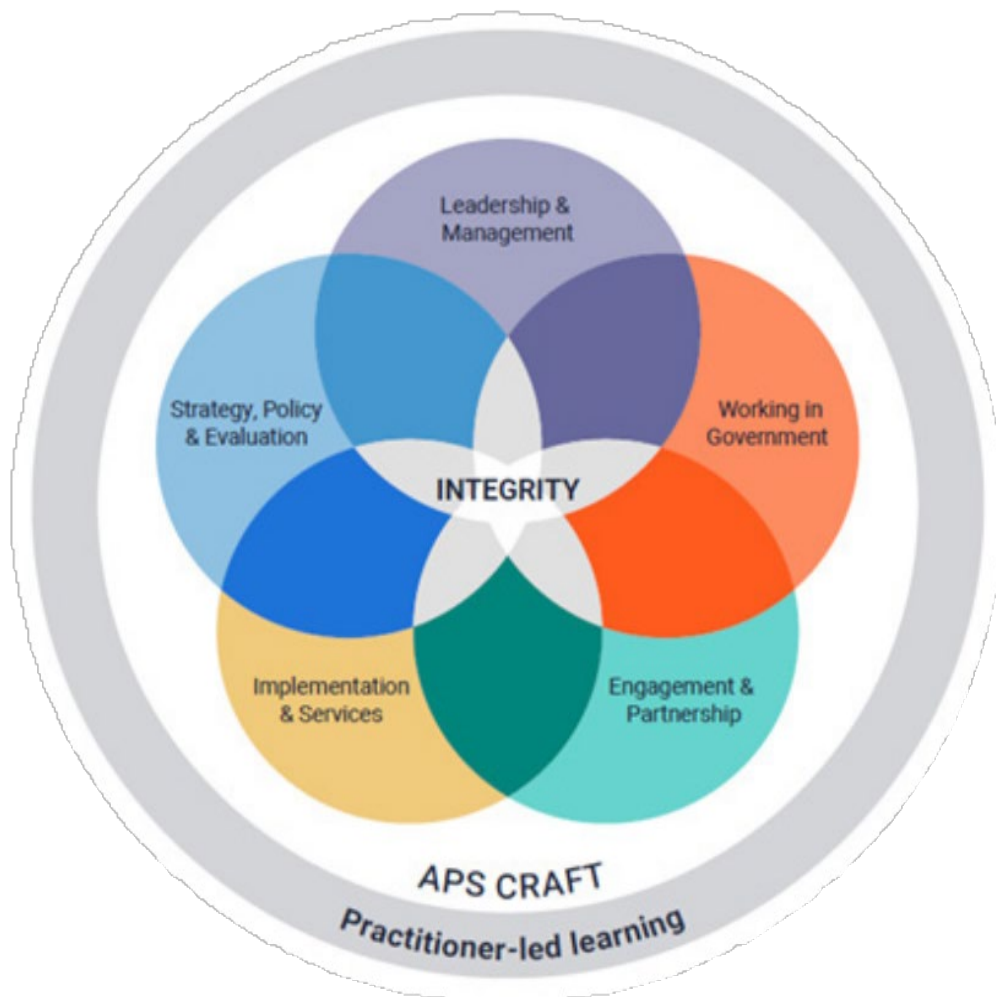 Leadership &
Management
Strategy, Policy
& Evaluation
Working in
Government
INTEGRITY
Implementation
& Services
Engagement &
Partnership
APS CRAFT
Practitioner-led learning